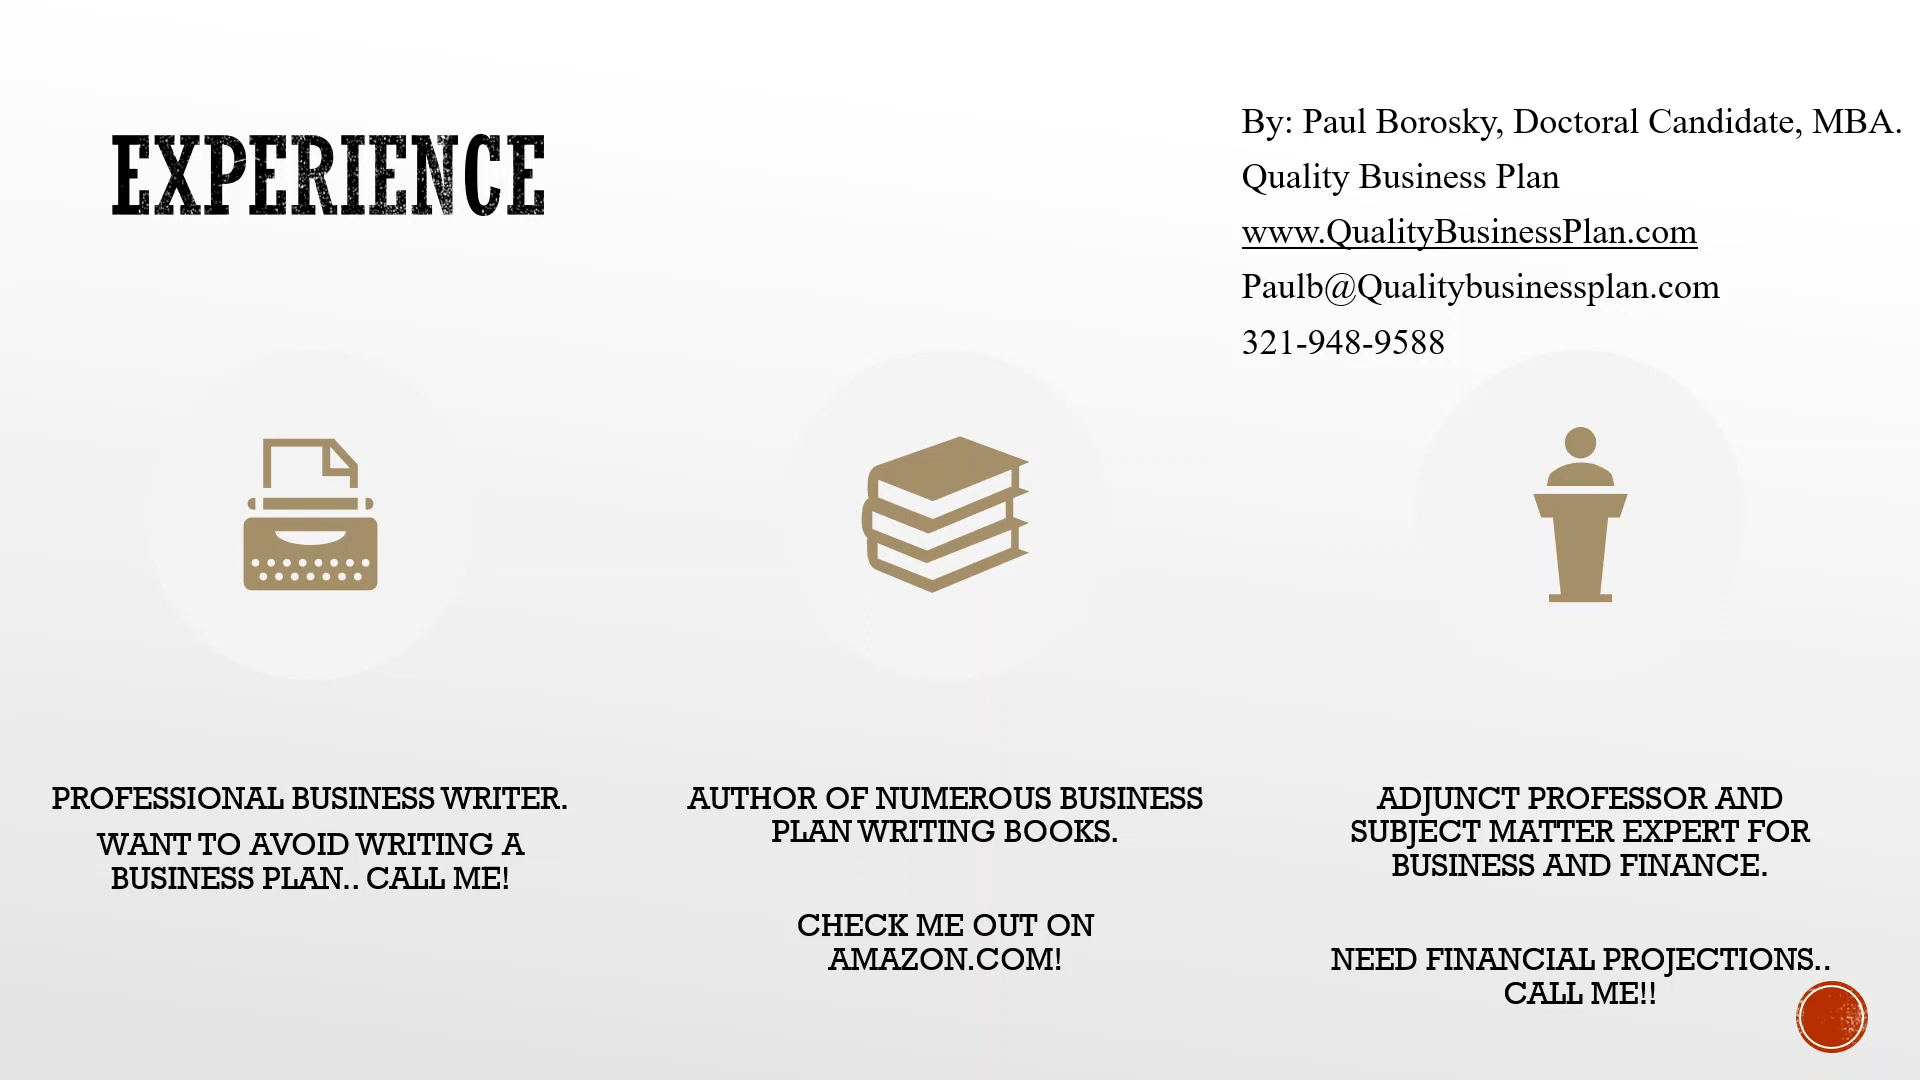 EXPERIENCE
By: Paul Borosky, Doctoral Candidate, MBA.
Quality Business Plan
www.QualityBusinessPlan.com
Paulb@Qualitybusinessplan.com
321-948-9588
PROFESSIONAL BUSINESS WRITER.
WANT TO AVOID WRITING A
BUSINESS PLAN.. CALL ME!
AUTHOR OF NUMEROUS BUSINESS
PLAN WRITING BOOKS.
CHECK ME OUT ON
AMAZON.COM!
ADJUNCT PROFESSOR AND
SUBJECT MATTER EXPERT FOR
BUSINESS AND FINANCE.
NEED FINANCIAL PROJECTIONS..
CALL ME!!